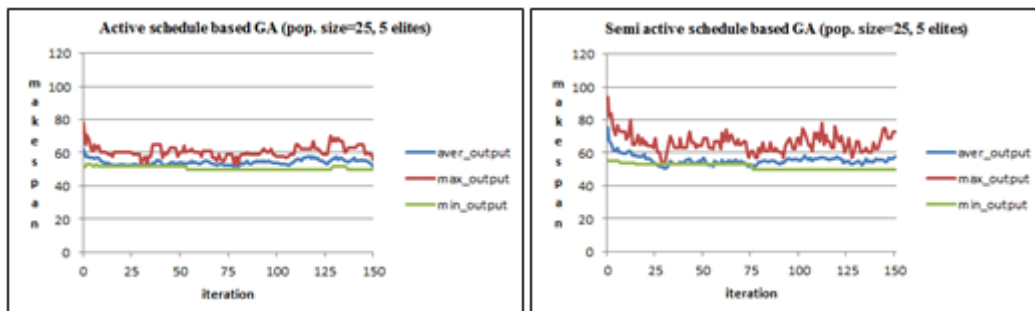 Active schedule based GA (pop. size=25, 5 elites)
120
100
80
60
40
20
0
makespan
0 25 50 75 100 125 150
iteration
aver_output
max_output
min_output
Semi active schedule based GA (pop. size=25, 5 elites)
120
100
80
60
40
20
0
makespan
0 25 50 75 100 125 150
iteration
aver_output
max_output
min_output